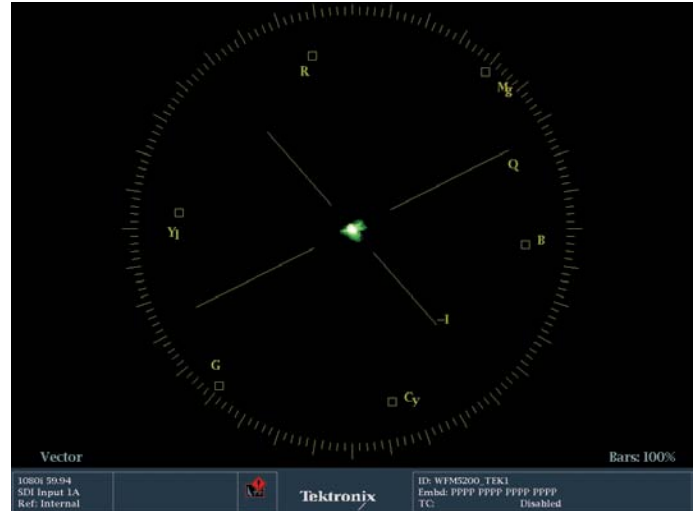 R
Mg
Q
Yl
B
-I
G
Cy
Vector
Bars: 100%
1080i 59.94
SDI Input 1A
Ref: Internal
Tektronix
ID: WFM5200_TEK1
Embd: PPPP PPPP PPPP PPPP
TC: Disabled